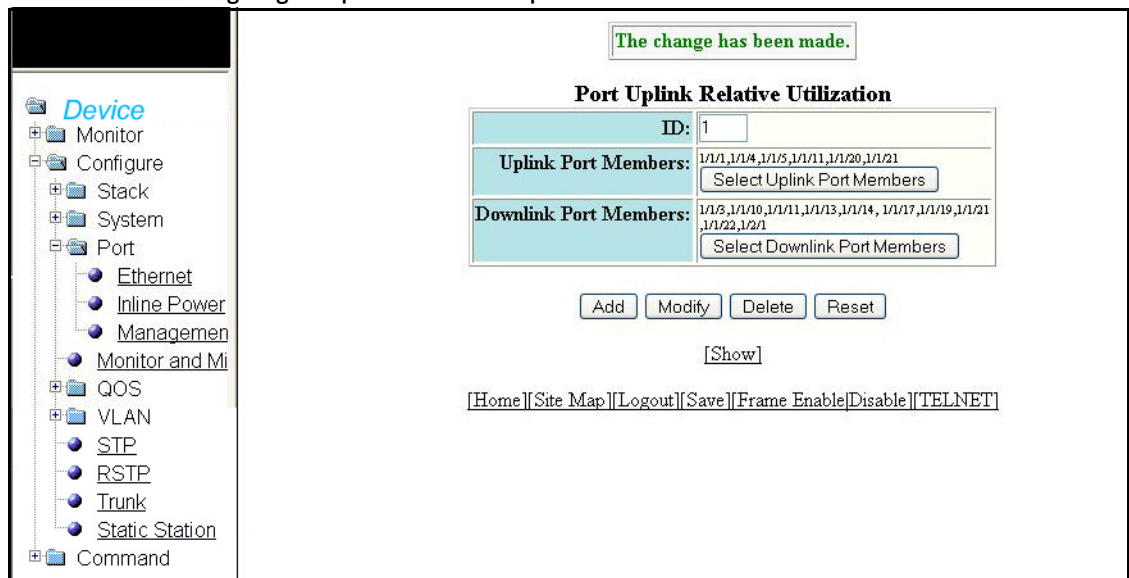 Device
Monitor
Configure
Stack
System
Port
Ethernet
Inline Power
Managemen
Monitor and Mi
QOS
VLAN
STP
RSTP
Trunk
Static Station
Command
The change has been made.
Port Uplink Relative Utilization
ID: 1
Uplink Port Members: 1/1/1,1/1/4,1/1/5,1/1/11,1/1/20,1/1/21
Select Uplink Port Members
Downlink Port Members: 1/1/3,1/1/10,1/1/11,1/1/13,1/1/14, 1/1/17,1/1/19,1/1/21
,1/1/22,1/2/1
Select Downlink Port Members
Add Modify Delete Reset
[Show]
[Home][Site Map][Logout][Save][Frame Enable|Disable][TELNET]